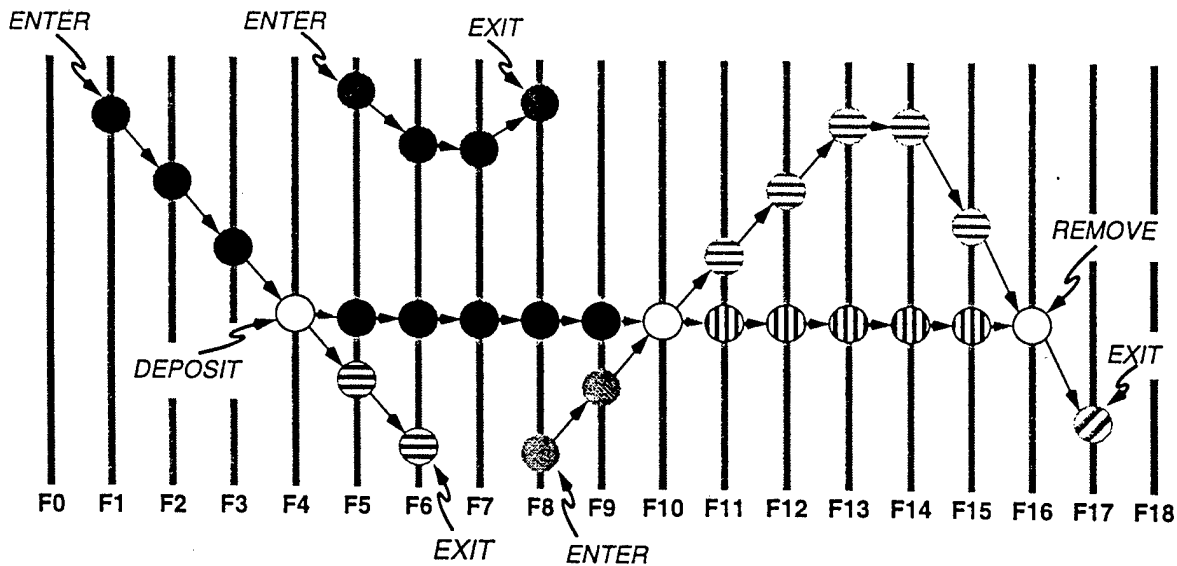 ENTER
ENTER
EXIT
REMOVE
DEPOSIT
EXIT
F0 F1 F2 F3 F4 F5 F6 F7 F8 F9 F10 F11 F12 F13 F14 F15 F16 F17 F18
EXIT
ENTER